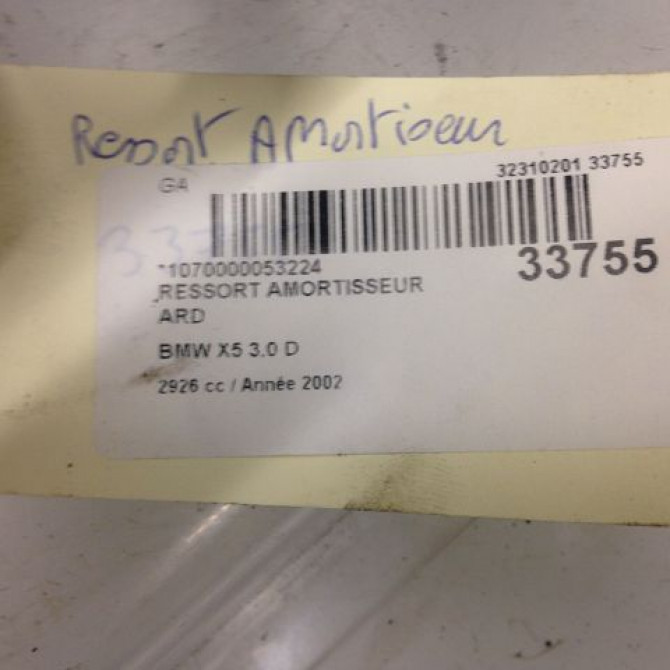 Ressort Amortiseur
32310201 33755
G4
33755
*1070000053224
RESSORT AMORTISSEUR
ARD
BMW X5 3.0 D
2926 cc / Année 2002